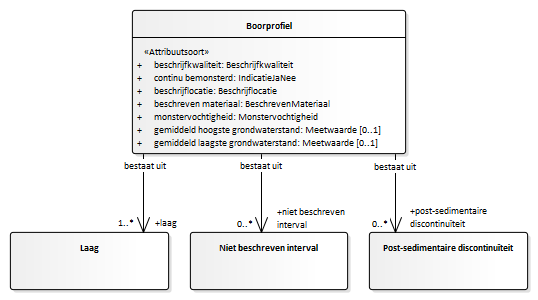 Boorprofiel
«Attribuutsoort»
+ beschrijfkwaliteit: Beschrijfkwaliteit
+ continu bemonsterd: IndicatieJaNee
+ beschrijflocatie: Beschrijflocatie
+ beschreven materiaal: BeschrevenMateriaal
+ monstervochtigheid: Monstervochtigheid
+ gemiddeld hoogste grondwaterstand: Meetwaarde [0..1]
+ gemiddeld laagste grondwaterstand: Meetwaarde [0..1]
bestaat uit
bestaat uit
bestaat uit
1..* +laag
0..* +niet beschreven
interval
0..* +post-sedimentaire
discontinuïteit
Laag
Niet beschreven interval
Post-sedimentaire discontinuïteit